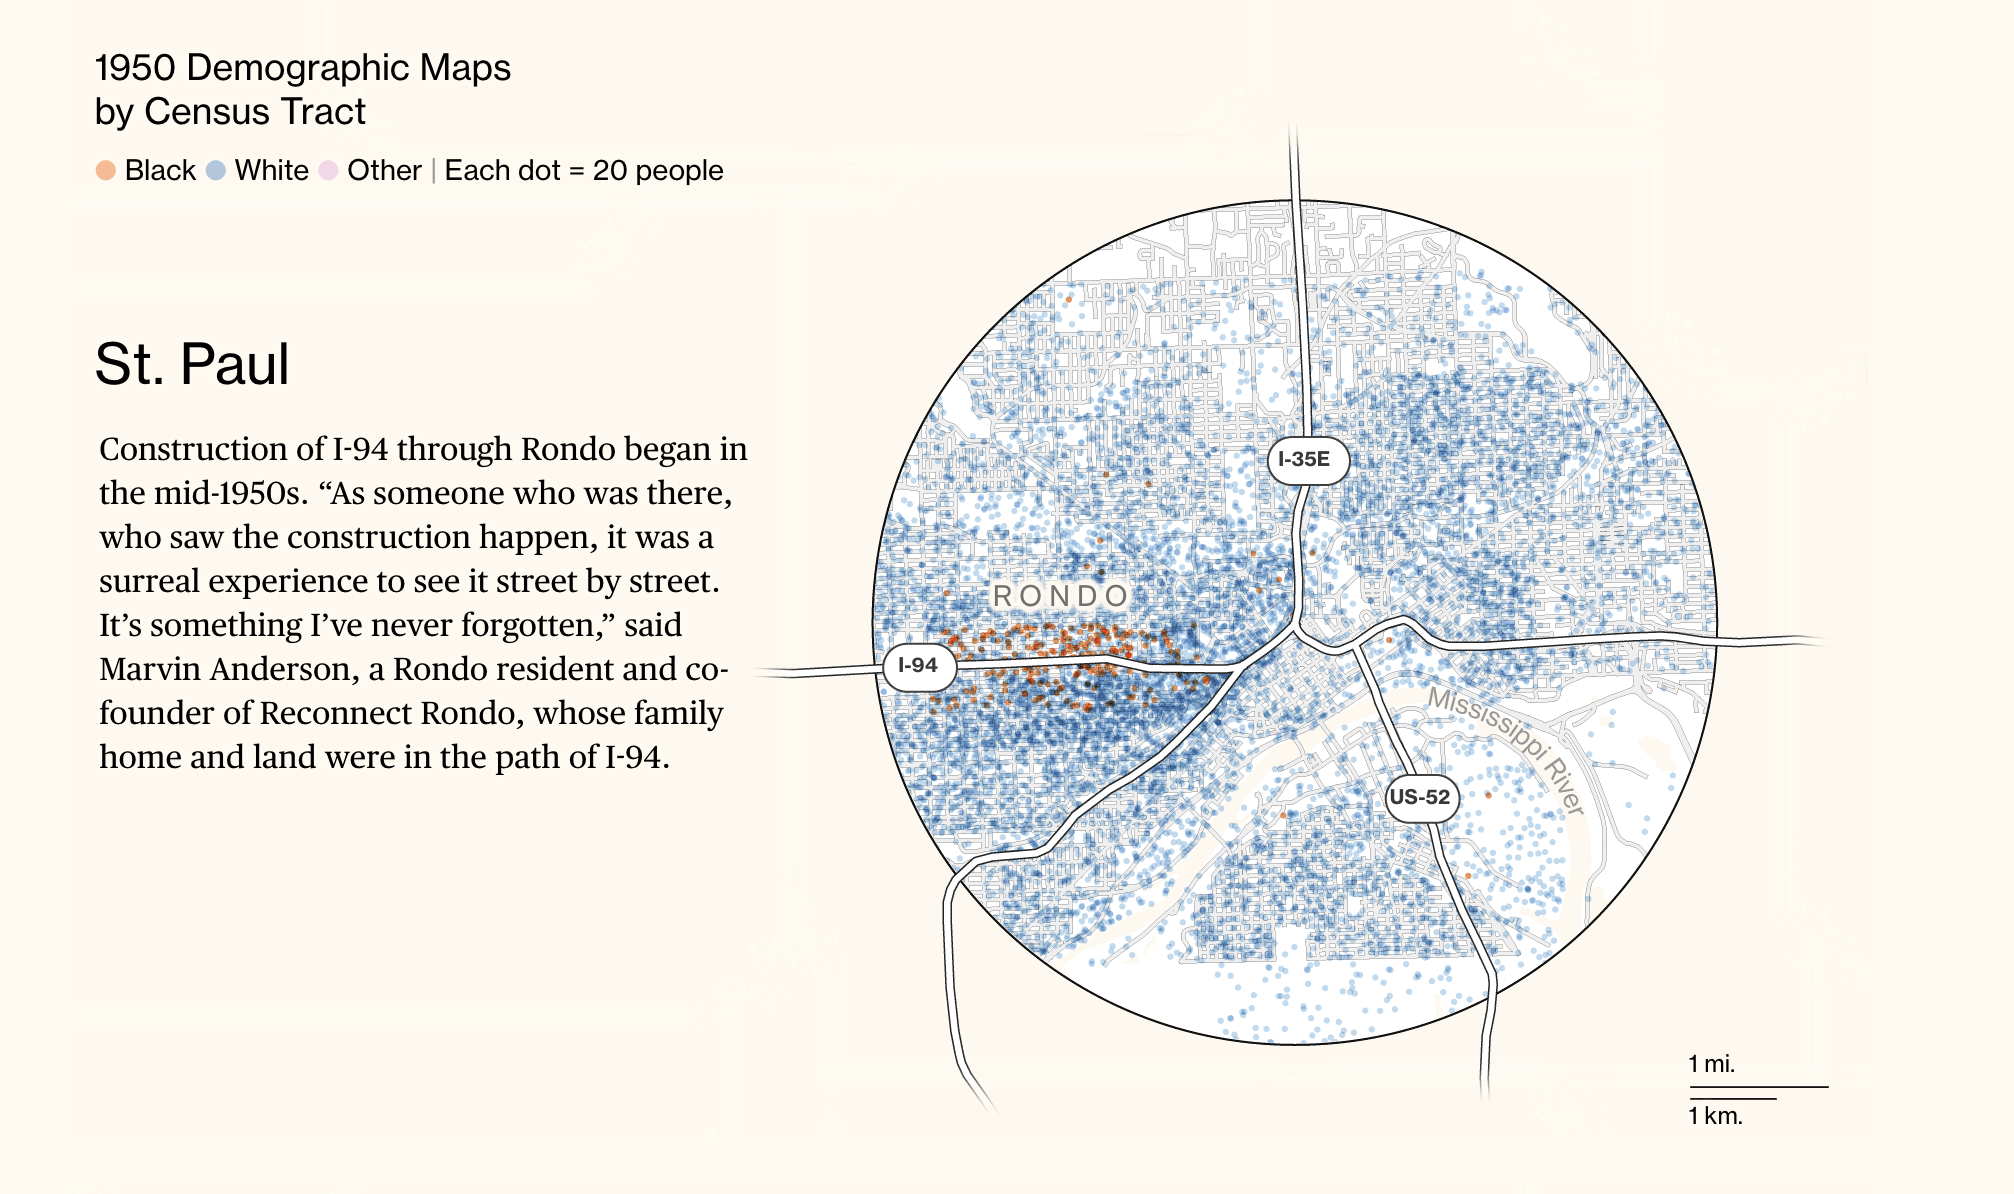 1950 Demographic Maps
by Census Tract
Black White Other | Each dot = 20 people
St. Paul
Construction of I-94 through Rondo began in
the mid-1950s. “As someone who was there,
who saw the construction happen, it was a
surreal experience to see it street by street.
It’s something I’ve never forgotten,” said
Marvin Anderson, a Rondo resident and co-
founder of Reconnect Rondo, whose family
home and land were in the path of I-94.
I-35E
RONDO
I-94
Mississippi River
US-52
1 mi.
1 km.